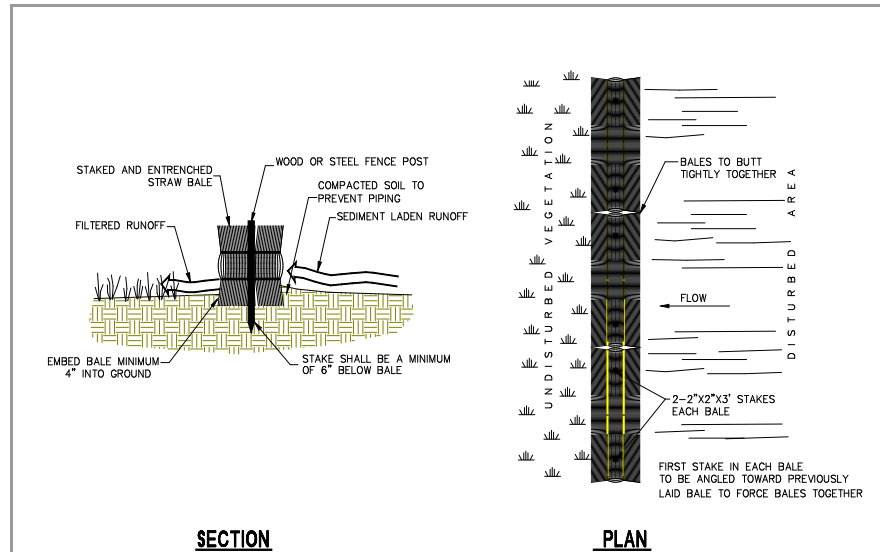 WOOD OR STEEL FENCE POST
STAKED AND ENTRENCHED
STRAW BALE
COMPACTED SOIL TO
PREVENT PIPING
SEDIMENT LADEN RUNOFF
FILTERED RUNOFF
EMBED BALE MINIMUM
4" INTO GROUND
STAKE SHALL BE A MINIMUM
OF 6" BELOW BALE
SECTION
UNDISTURBED VEGETATION
BALES TO BUTT
TIGHTLY TOGETHER
DISTURBED AREA
FLOW
2-2"X2"X3' STAKES
EACH BALE
FIRST STAKE IN EACH BALE
TO BE ANGLED TOWARD PREVIOUSLY
LAID BALE TO FORCE BALES TOGETHER
PLAN